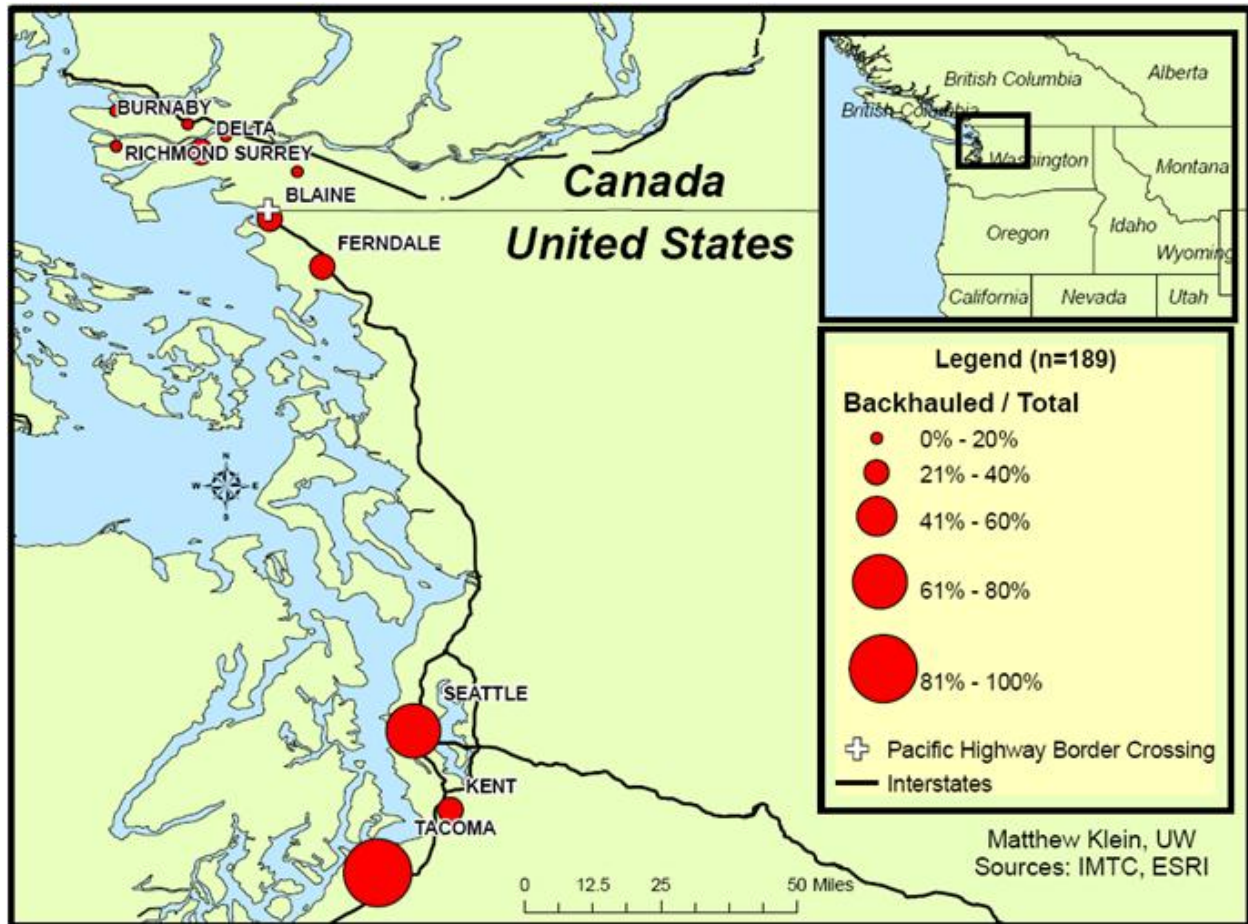 BURNABY
DELTA
RICHMOND SURREY
BLAINE
Canada
United States
FERNDALE
N
W E
S
SEATTLE
KENT
TACOMA
0 12.5 25 50 Miles
British Columbia
Alberta
British Columbia
Washington
Montana
Oregon
Idaho
Wyoming
California
Nevada
Utah
Legend (n=189)
Backhauled / Total
0% - 20%
21% - 40%
41% - 60%
61% - 80%
81% - 100%
Pacific Highway Border Crossing
Interstates
Matthew Klein, UW
Sources: IMTC, ESRI